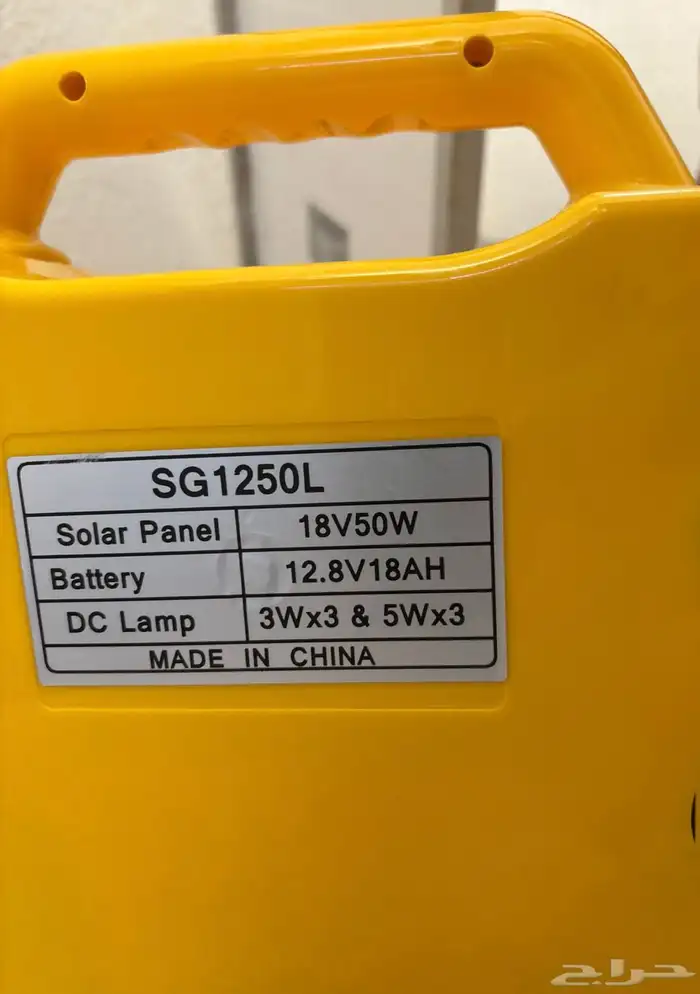 SG1250L
Solar Panel 18V50W
Battery 12.8V18AH
DC Lamp 3Wx3 & 5Wx3
MADE IN CHINA
حراج